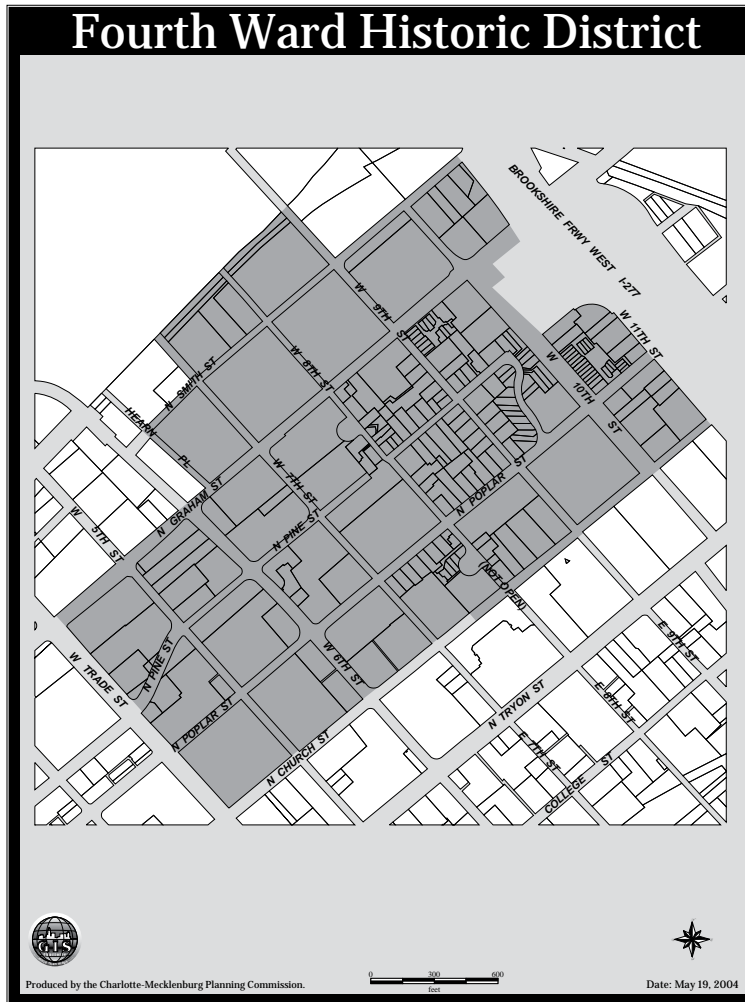 Fourth Ward Historic District
BROOKSHIRE FRWY WEST I-277
W 11TH ST
W 9TH ST
W 10TH ST
W 8TH ST
N SMITH ST
HEARN PL
W 7TH ST
N POPLAR ST
N GRAHAM ST
W 5TH ST
N PINE ST
(NOT OPEN)
E 9TH ST
W 6TH ST
N PINE ST
W TRADE ST
E 8TH ST
N TRYON ST
N POPLAR ST
E 7TH ST
N CHURCH ST
COLLEGE ST
GIS
0 300 600
feet
Produced by the Charlotte-Mecklenburg Planning Commission.
Date: May 19, 2004